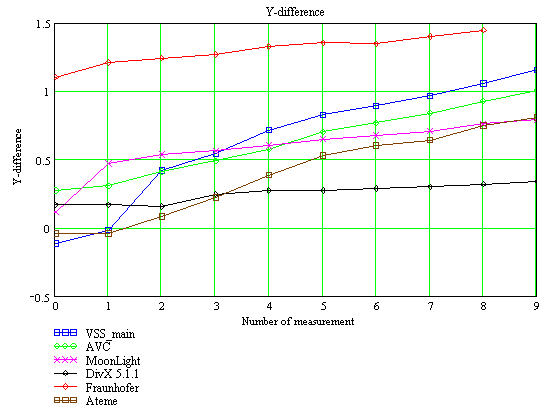 Y-difference
1.5
1
0.5
0
-0.5
Y-difference
0 1 2 3 4 5 6 7 8 9
Number of measurement
VSS_main
AVC
MoonLight
DivX 5.1.1
Fraunhofer
Ateme